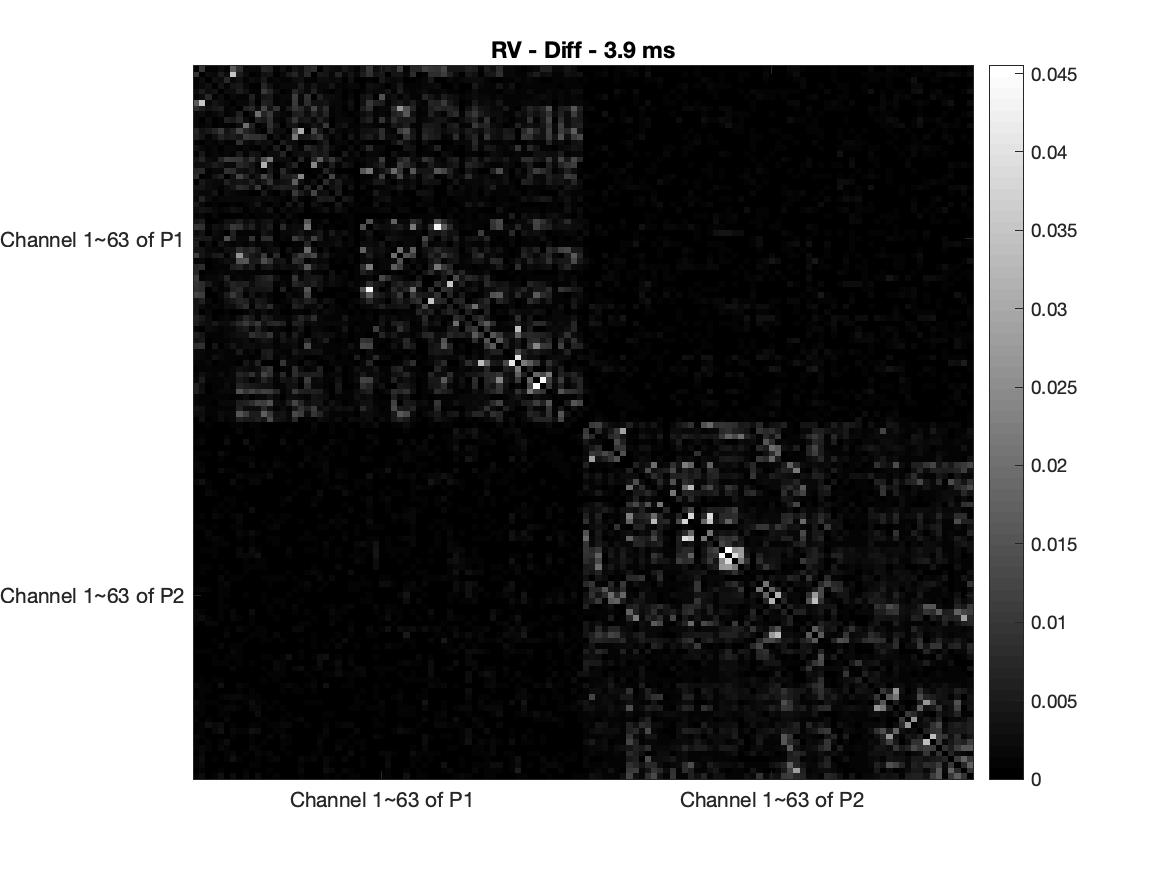 RV - Diff - 3.9 ms
0.045
0.04
0.035
0.03
0.025
0.02
0.015
0.01
0.005
0
Channel 1~63 of P1
Channel 1~63 of P2
Channel 1~63 of P1
Channel 1~63 of P2